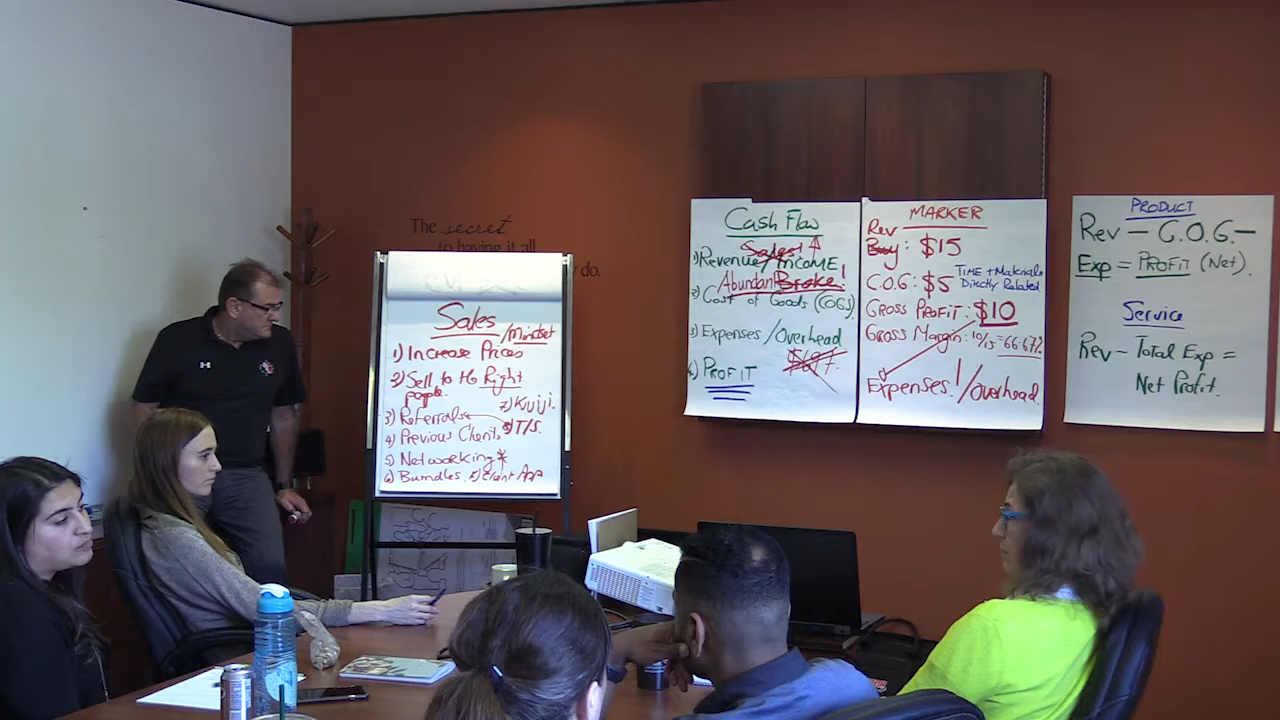 The secret
to having it all
do.
Sales
/Mindset
1) Increase Prices
2) Sell to the Right
people.
3) Referrals
7) Kijiji.
4) Previous Clients
8) T/S.
5) Networking *
6) Bundles. 5) Client App
Cash Flow
Sales!
1) Revenue/INCOME
Abundant Broke!
2) Cost of Goods (COGS)
3) Expenses/Overhead
4) PROFIT
MARKER
Rev
Buy: $15
C.O.G: $5 TIME + Materials
Directly Related
GROSS PROFIT: $10
GROSS Margin: 10/15 = 66.67%
Expenses!/Overhead
PRODUCT
Rev - C.O.G. -
Exp = PROFIT (Net).
Service
Rev - Total Exp =
Net Profit.